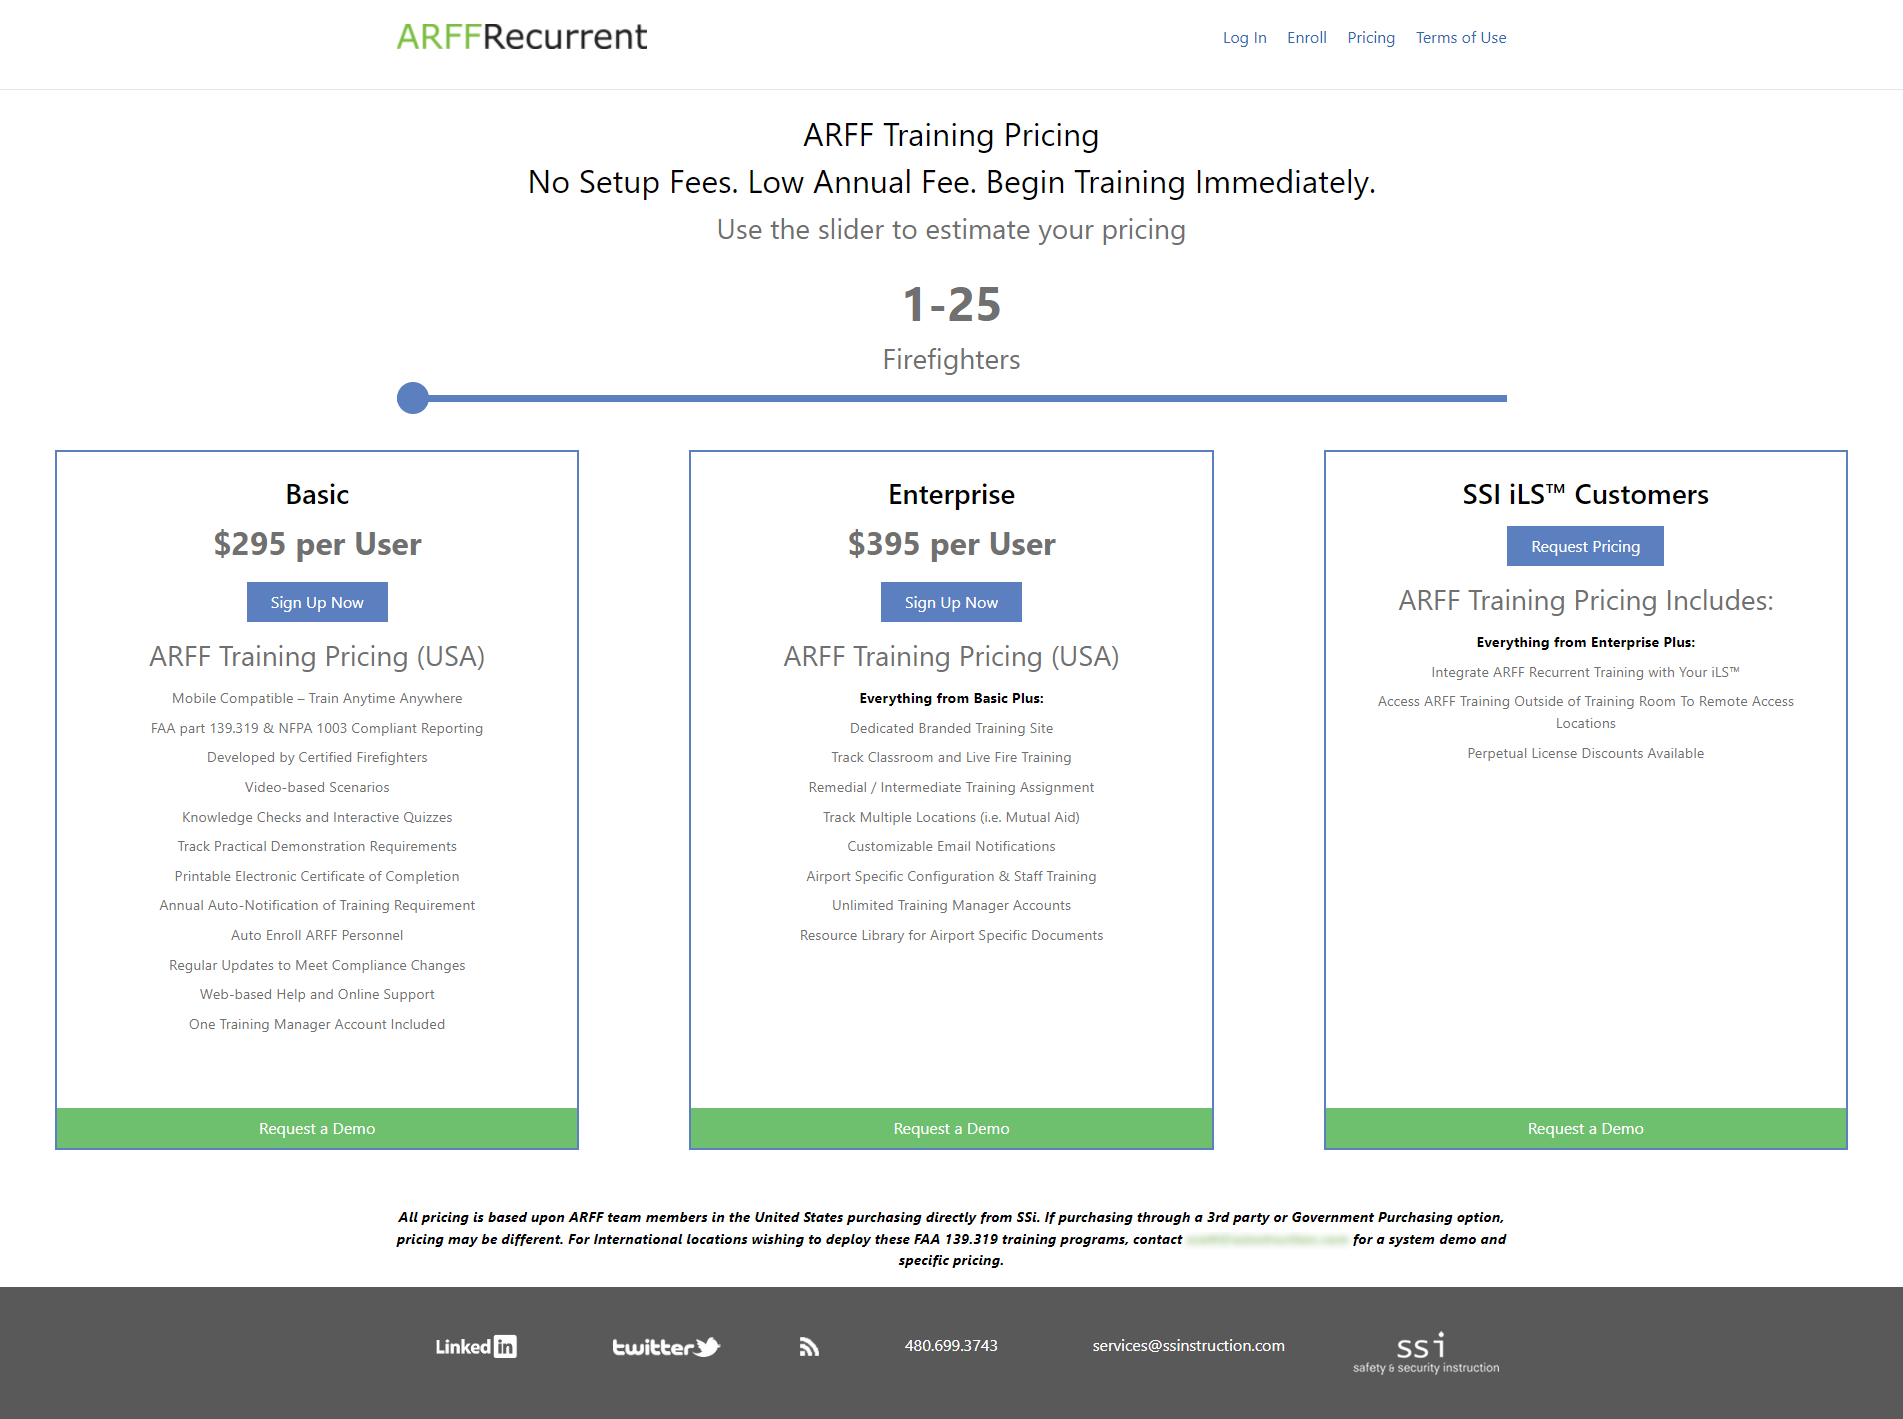 ARFFRecurrent
Log In
Enroll
Pricing
Terms of Use
ARFF Training Pricing
No Setup Fees. Low Annual Fee. Begin Training Immediately.
Use the slider to estimate your pricing
1-25
Firefighters
Basic
$295 per User
Sign Up Now
ARFF Training Pricing (USA)
Mobile Compatible – Train Anytime Anywhere
FAA part 139.319 & NFPA 1003 Compliant Reporting
Developed by Certified Firefighters
Video-based Scenarios
Knowledge Checks and Interactive Quizzes
Track Practical Demonstration Requirements
Printable Electronic Certificate of Completion
Annual Auto-Notification of Training Requirement
Auto Enroll ARFF Personnel
Regular Updates to Meet Compliance Changes
Web-based Help and Online Support
One Training Manager Account Included
Request a Demo
Enterprise
$395 per User
Sign Up Now
ARFF Training Pricing (USA)
Everything from Basic Plus:
Dedicated Branded Training Site
Track Classroom and Live Fire Training
Remedial / Intermediate Training Assignment
Track Multiple Locations (i.e. Mutual Aid)
Customizable Email Notifications
Airport Specific Configuration & Staff Training
Unlimited Training Manager Accounts
Resource Library for Airport Specific Documents
Request a Demo
SSI iLS™ Customers
Request Pricing
ARFF Training Pricing Includes:
Everything from Enterprise Plus:
Integrate ARFF Recurrent Training with Your iLS™
Access ARFF Training Outside of Training Room To Remote Access
Locations
Perpetual License Discounts Available
Request a Demo
All pricing is based upon ARFF team members in the United States purchasing directly from SSi. If purchasing through a 3rd party or Government Purchasing option,
pricing may be different. For International locations wishing to deploy these FAA 139.319 training programs, contact for a system demo and
specific pricing.
Linked in
twitter
480.699.3743
services@ssinstruction.com
ssi
safety & security instruction